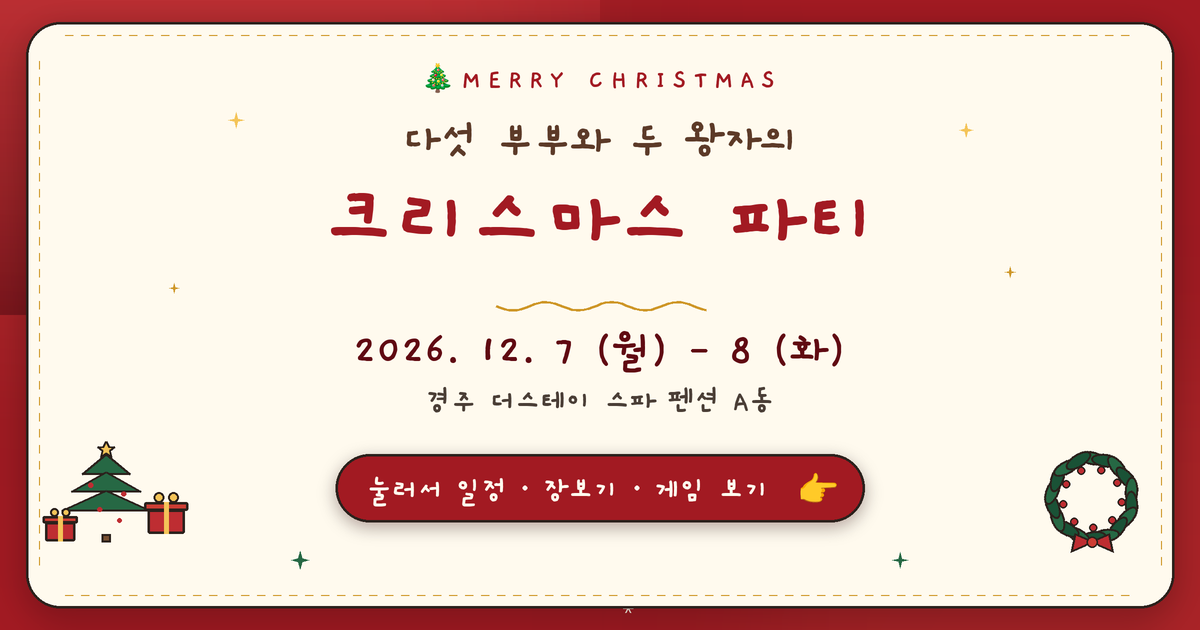 MERRY CHRISTMAS
다섯 부부와 두 왕자의
크리스마스 파티
2026. 12. 7 (월) - 8 (화)
경주 더스테이 스파 펜션 A동
눌러서 일정 · 장보기 · 게임 보기